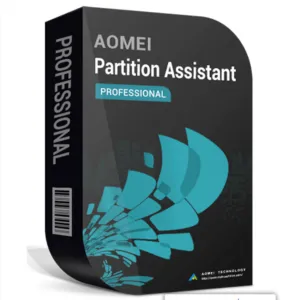 PROFESSIONAL
AOMEI
Partition Assistant
PROFESSIONAL
AOMEI TECHNOLOGY